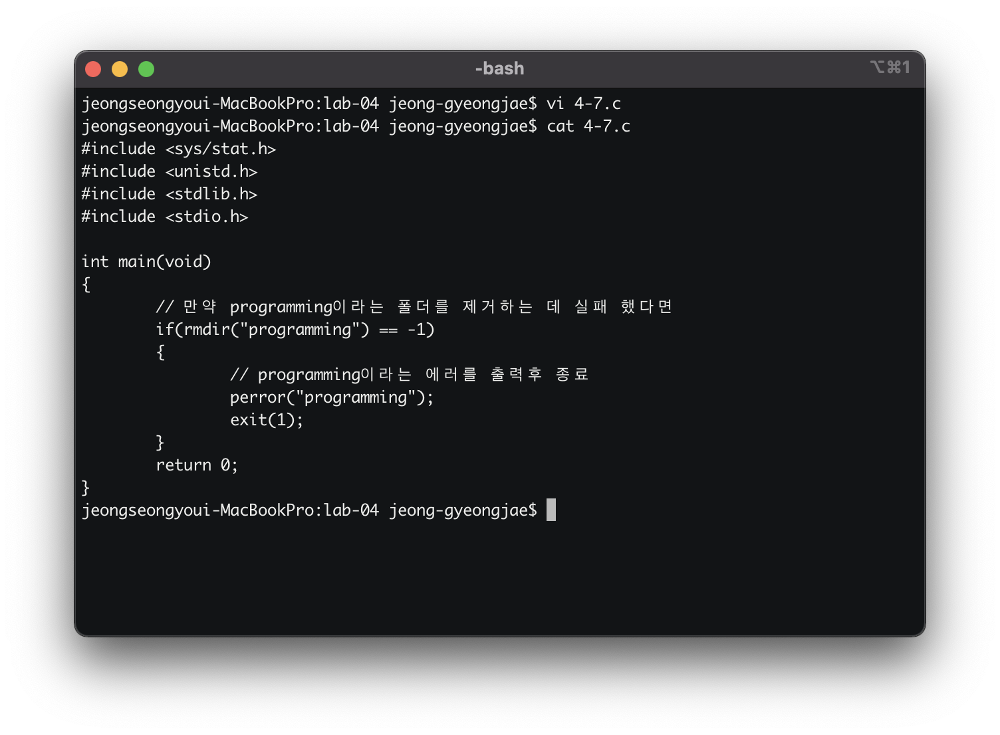 -bash
⌥⌘1
jeongseongyoui-MacBookPro:lab-04 jeong-gyeongjae$ vi 4-7.c
jeongseongyoui-MacBookPro:lab-04 jeong-gyeongjae$ cat 4-7.c
#include <sys/stat.h>
#include <unistd.h>
#include <stdlib.h>
#include <stdio.h>

int main(void)
{
        // 만약 programming이라는 폴더를 제거하는 데 실패 했다면
        if(rmdir("programming") == -1)
        {
                // programming이라는 에러를 출력후 종료
                perror("programming");
                exit(1);
        }
        return 0;
}
jeongseongyoui-MacBookPro:lab-04 jeong-gyeongjae$